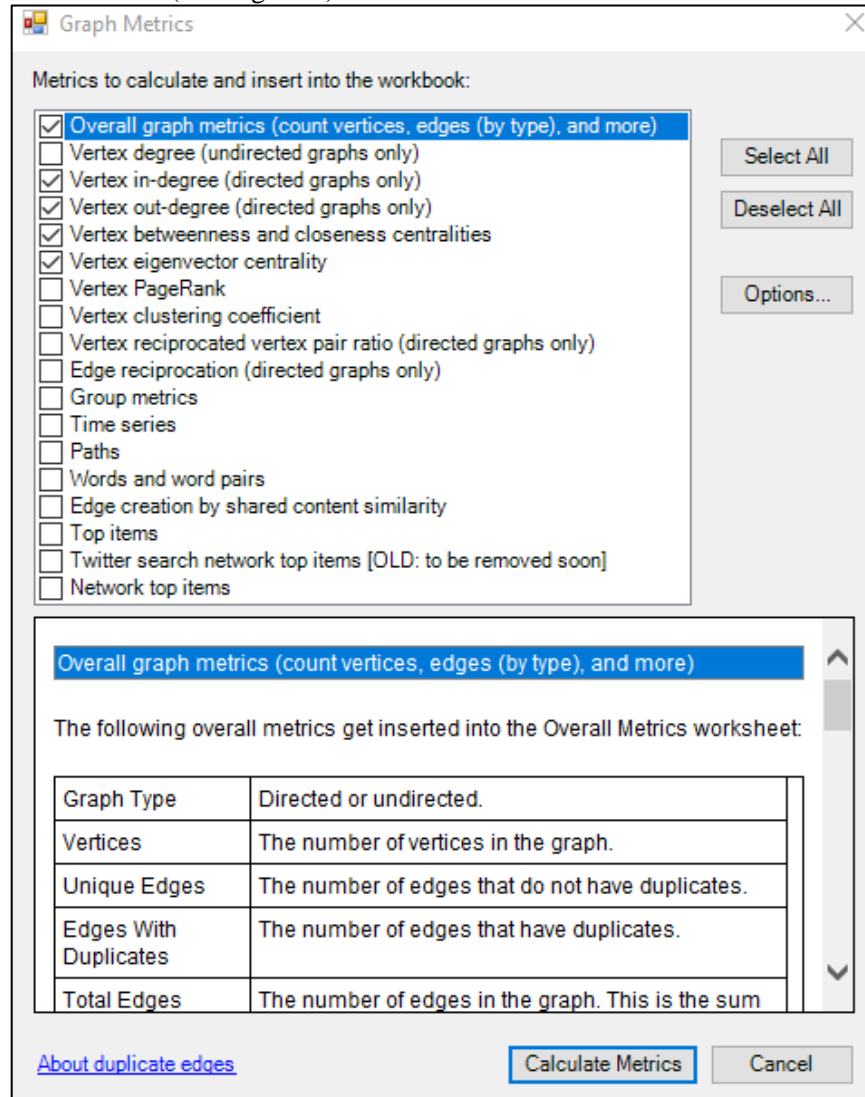 Graph Metrics
Metrics to calculate and insert into the workbook:
Overall graph metrics (count vertices, edges (by type), and more)
Vertex degree (undirected graphs only)
Vertex in-degree (directed graphs only)
Vertex out-degree (directed graphs only)
Vertex betweenness and closeness centralities
Vertex eigenvector centrality
Vertex PageRank
Vertex clustering coefficient
Vertex reciprocated vertex pair ratio (directed graphs only)
Edge reciprocation (directed graphs only)
Group metrics
Time series
Paths
Words and word pairs
Edge creation by shared content similarity
Top items
Twitter search network top items [OLD: to be removed soon]
Network top items
Select All
Deselect All
Options...
Overall graph metrics (count vertices, edges (by type), and more)
The following overall metrics get inserted into the Overall Metrics worksheet:
Graph Type Directed or undirected.
Vertices The number of vertices in the graph.
Unique Edges The number of edges that do not have duplicates.
Edges With The number of edges that have duplicates.
Duplicates
Total Edges The number of edges in the graph. This is the sum
About duplicate edges Calculate Metrics Cancel